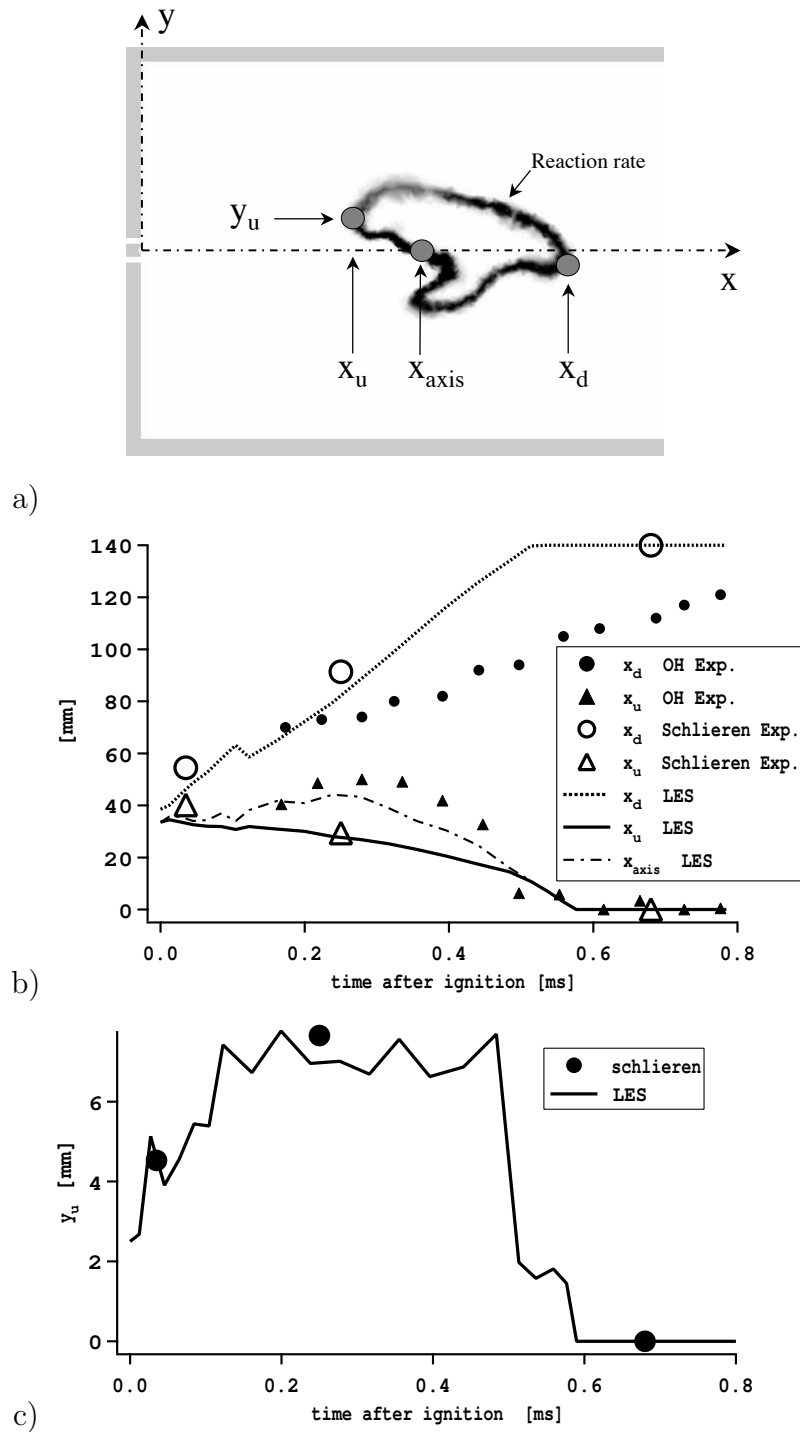 y
Reaction rate
y_u
x
x_u x_axis x_d
a)
140
120
100
80
60
40
20
0
[mm]
x_d OH Exp.
x_u OH Exp.
x_d Schlieren Exp.
x_u Schlieren Exp.
x_d LES
x_u LES
x_axis LES
0.0 0.2 0.4 0.6 0.8
time after ignition [ms]
b)
6
4
2
0
y_u [mm]
schlieren
LES
0.0 0.2 0.4 0.6 0.8
time after ignition [ms]
c)